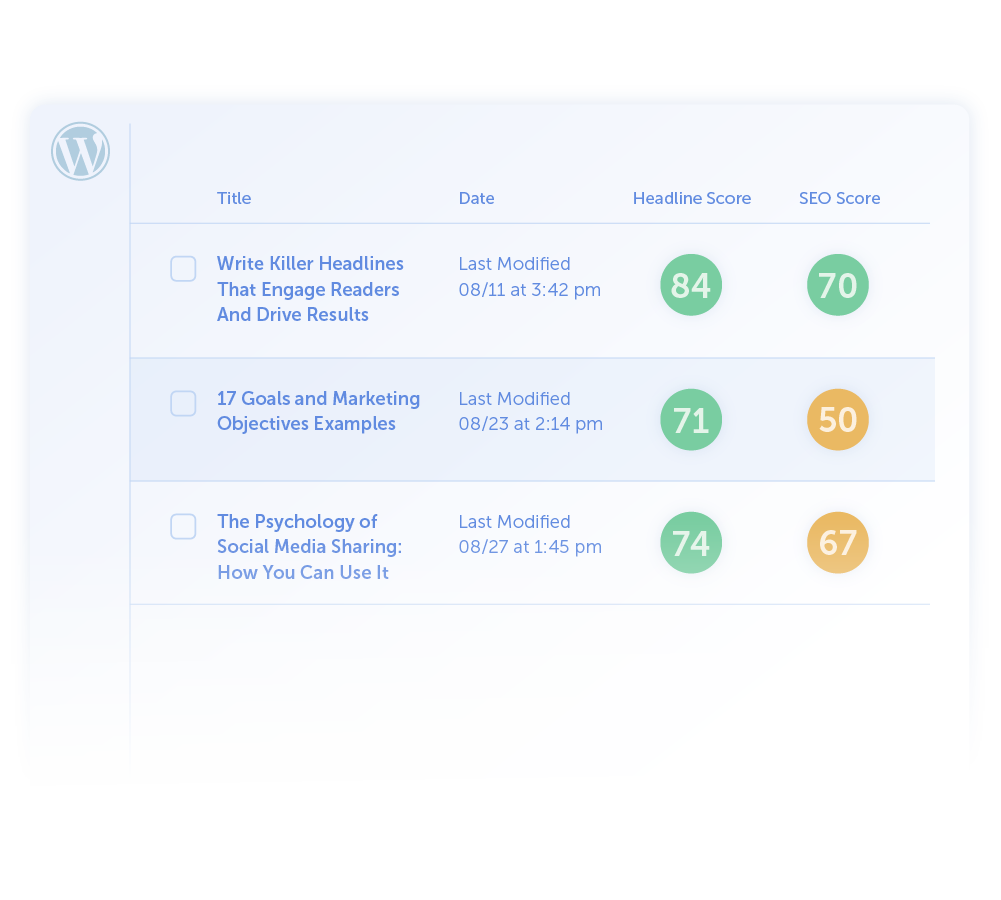 Title Date Headline Score SEO Score
Write Killer Headlines Last Modified
That Engage Readers 08/11 at 3:42 pm 84 70
And Drive Results
17 Goals and Marketing Last Modified
Objectives Examples 08/23 at 2:14 pm 71 50
The Psychology of Last Modified
Social Media Sharing: 08/27 at 1:45 pm 74 67
How You Can Use It